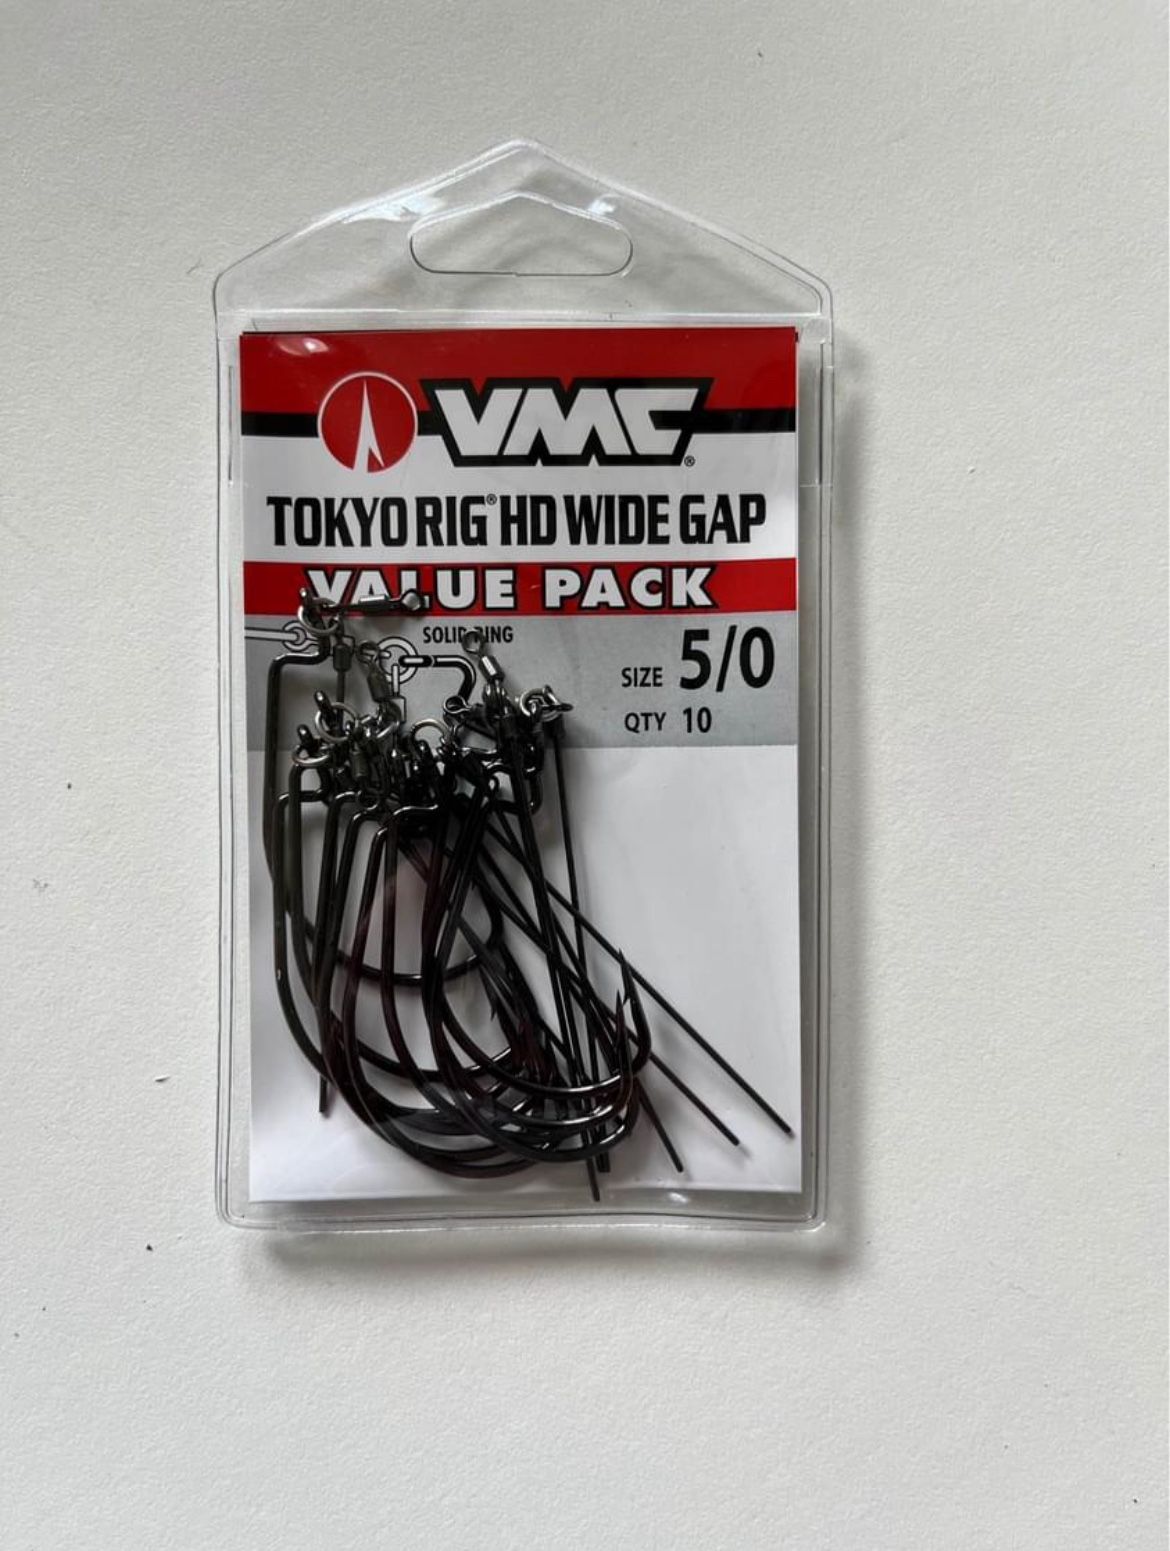 VMC®
TOKYO RIG® HD WIDE GAP
VALUE PACK
SOLID RING
SIZE 5/0
QTY 10